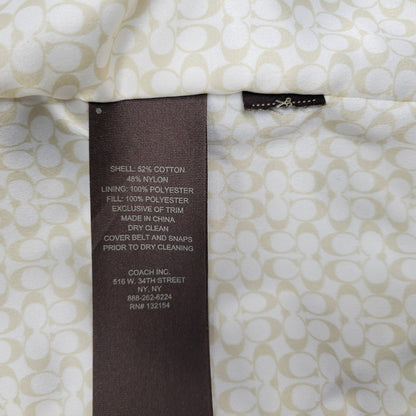 SHELL: 52% COTTON
48% NYLON
LINING: 100% POLYESTER
FILL: 100% POLYESTER
EXCLUSIVE OF TRIM
MADE IN CHINA
DRY CLEAN
COVER BELT AND SNAPS
PRIOR TO DRY CLEANING
COACH INC.
516 W. 34TH STREET
NY, NY
888-262-6224
RN# 132154